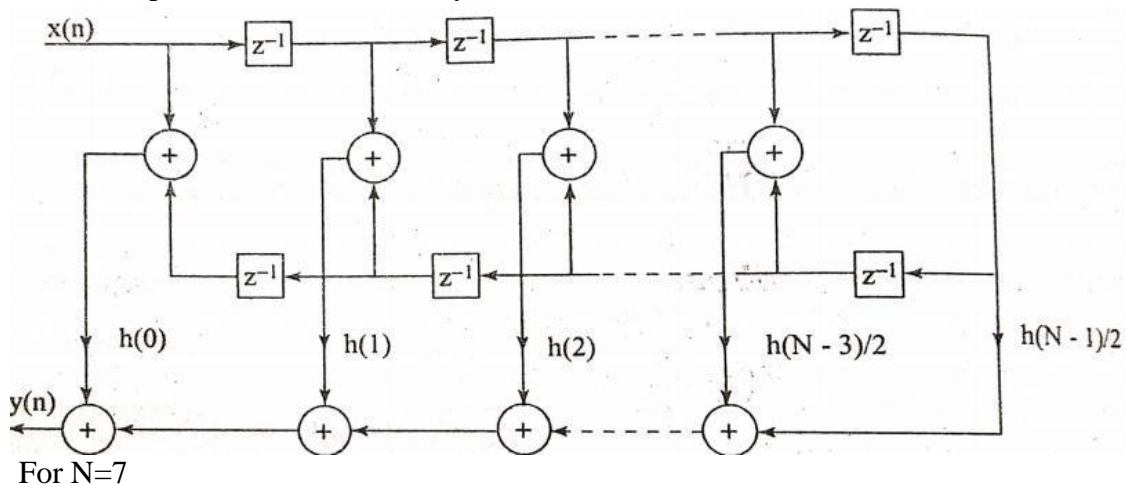 x(n)
z⁻¹ z⁻¹ z⁻¹
+ + + +
z⁻¹ z⁻¹ z⁻¹
h(0) h(1) h(2) h(N - 3)/2 h(N - 1)/2
y(n)
+ + + +
For N=7